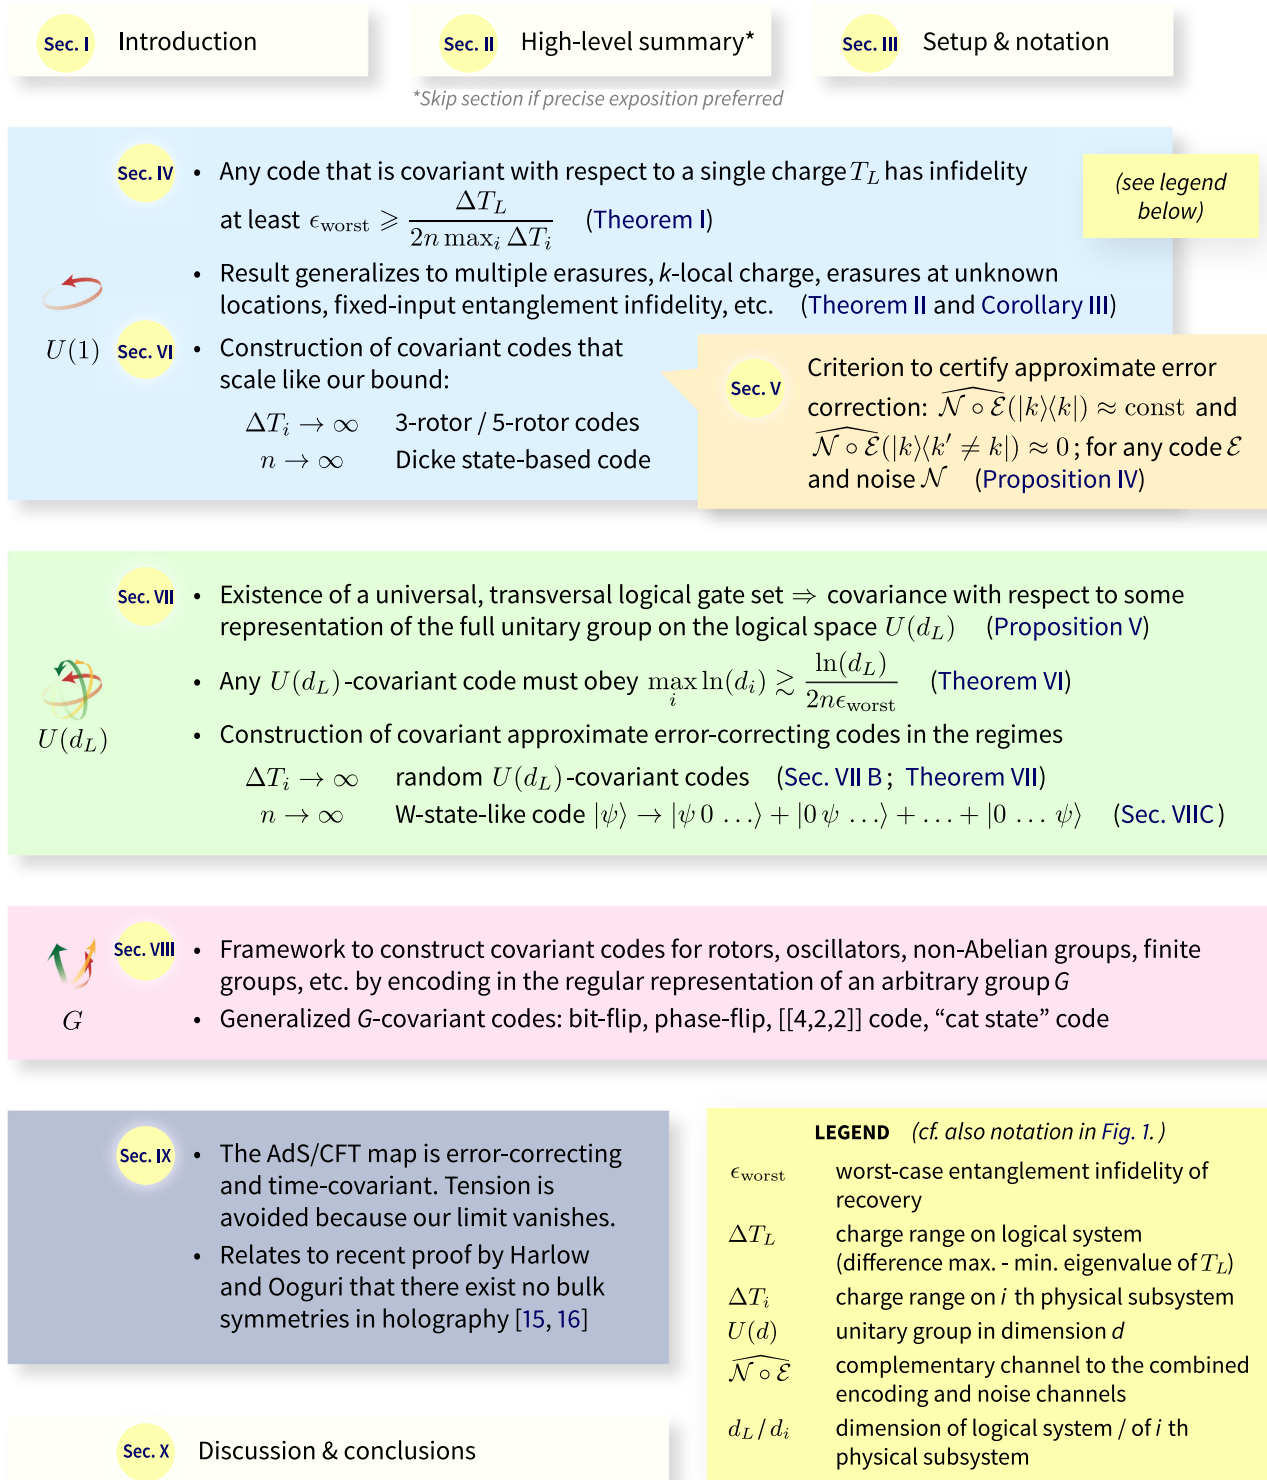 Sec. I Introduction
Sec. II High-level summary*
Sec. III Setup & notation
*Skip section if precise exposition preferred
Sec. IV • Any code that is covariant with respect to a single charge T_L has infidelity
at least ϵ_worst ⩾ ΔT_L / (2n max_i ΔT_i) (Theorem I)
(see legend
below)
• Result generalizes to multiple erasures, k-local charge, erasures at unknown
locations, fixed-input entanglement infidelity, etc. (Theorem II and Corollary III)
U(1)
Sec. VI • Construction of covariant codes that
scale like our bound:
ΔT_i → ∞ 3-rotor / 5-rotor codes
n → ∞ Dicke state-based code
Sec. V Criterion to certify approximate error
correction: \widehat{𝒩 ∘ ℰ}(|k⟩⟨k|) ≈ const and
\widehat{𝒩 ∘ ℰ}(|k⟩⟨k′ ≠ k|) ≈ 0 ; for any code ℰ
and noise 𝒩 (Proposition IV)
Sec. VII • Existence of a universal, transversal logical gate set ⇒ covariance with respect to some
representation of the full unitary group on the logical space U(d_L) (Proposition V)
• Any U(d_L)-covariant code must obey max_i ln(d_i) ≳ ln(d_L) / (2nϵ_worst) (Theorem VI)
U(d_L)
• Construction of covariant approximate error-correcting codes in the regimes
ΔT_i → ∞ random U(d_L)-covariant codes (Sec. VII B ; Theorem VII)
n → ∞ W-state-like code |ψ⟩ → |ψ 0 …⟩ + |0 ψ …⟩ + … + |0 … ψ⟩ (Sec. VIIC)
Sec. VIII • Framework to construct covariant codes for rotors, oscillators, non-Abelian groups, finite
groups, etc. by encoding in the regular representation of an arbitrary group G
G
• Generalized G-covariant codes: bit-flip, phase-flip, [[4,2,2]] code, “cat state” code
Sec. IX • The AdS/CFT map is error-correcting
and time-covariant. Tension is
avoided because our limit vanishes.
• Relates to recent proof by Harlow
and Ooguri that there exist no bulk
symmetries in holography [15, 16]
Sec. X Discussion & conclusions
LEGEND (cf. also notation in Fig. 1.)
ϵ_worst worst-case entanglement infidelity of
recovery
ΔT_L charge range on logical system
(difference max. - min. eigenvalue of T_L)
ΔT_i charge range on i th physical subsystem
U(d) unitary group in dimension d
\widehat{𝒩 ∘ ℰ} complementary channel to the combined
encoding and noise channels
d_L / d_i dimension of logical system / of i th
physical subsystem